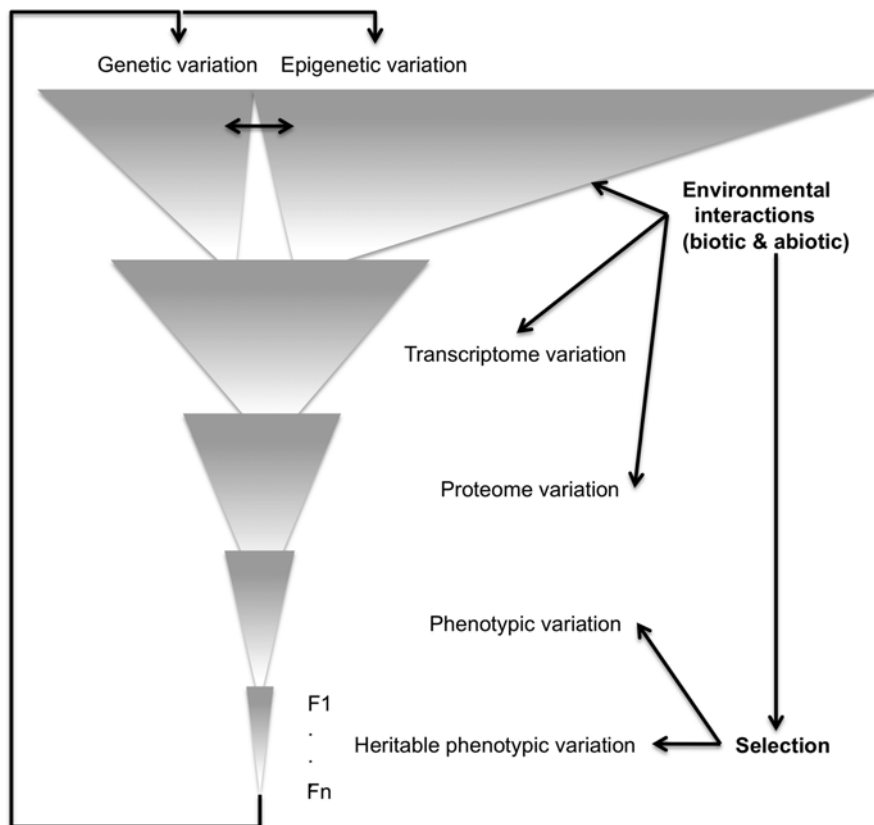 Genetic variation
Epigenetic variation
Environmental
interactions
(biotic & abiotic)
Transcriptome variation
Proteome variation
Phenotypic variation
F1
.
.
Fn
Heritable phenotypic variation
Selection